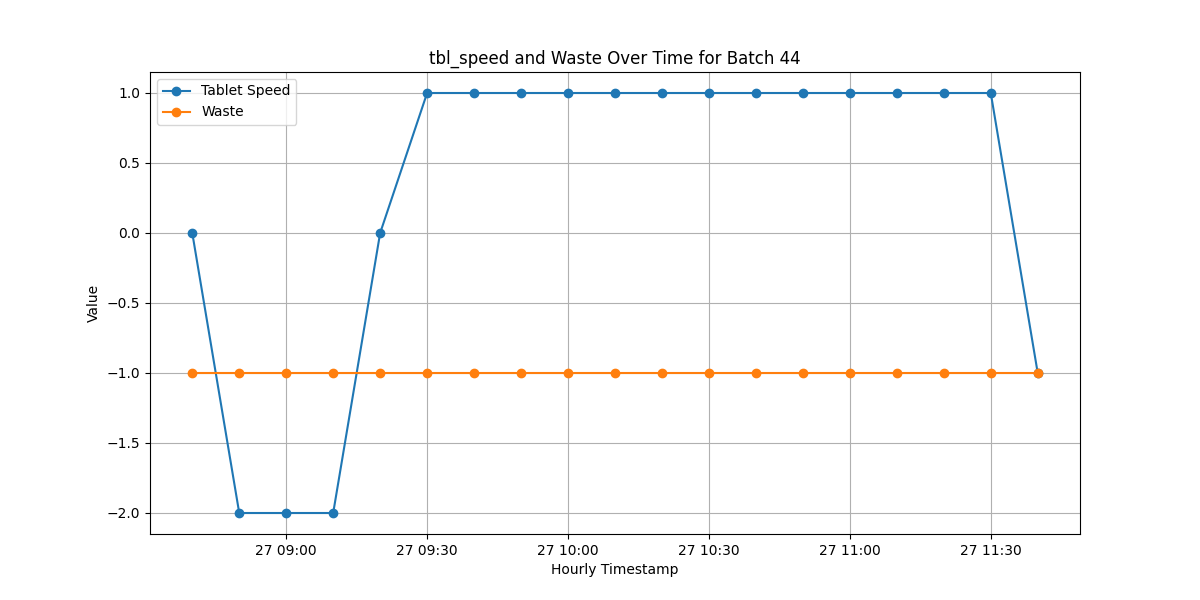 tbl_speed and Waste Over Time for Batch 44
Tablet Speed
Waste
1.0
0.5
0.0
−0.5
−1.0
−1.5
−2.0
Value
27 09:00 27 09:30 27 10:00 27 10:30 27 11:00 27 11:30
Hourly Timestamp